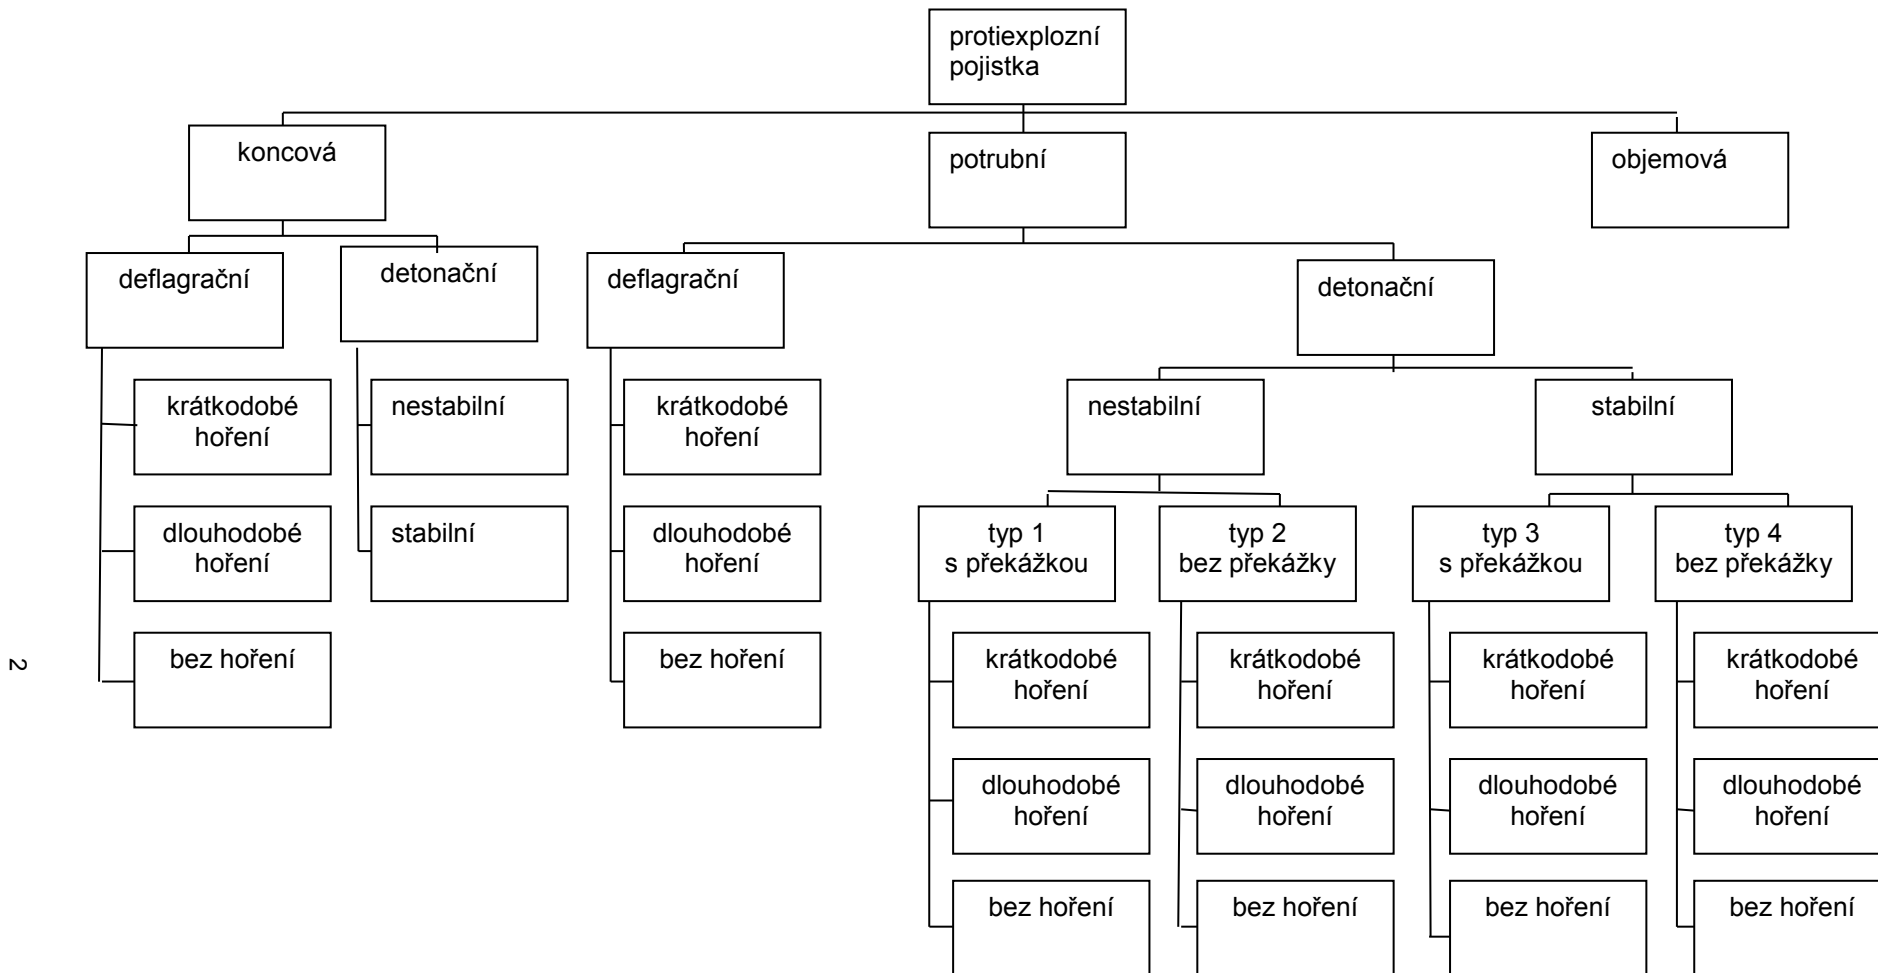 protiexplozní
pojistka
koncová
potrubní
objemová
deflagrační
detonační
deflagrační
detonační
krátkodobé
hoření
nestabilní
krátkodobé
hoření
nestabilní
stabilní
dlouhodobé
hoření
stabilní
dlouhodobé
hoření
typ 1
s překážkou
typ 2
bez překážky
typ 3
s překážkou
typ 4
bez překážky
bez hoření
bez hoření
krátkodobé
hoření
krátkodobé
hoření
krátkodobé
hoření
krátkodobé
hoření
dlouhodobé
hoření
dlouhodobé
hoření
dlouhodobé
hoření
dlouhodobé
hoření
bez hoření
bez hoření
bez hoření
bez hoření
2